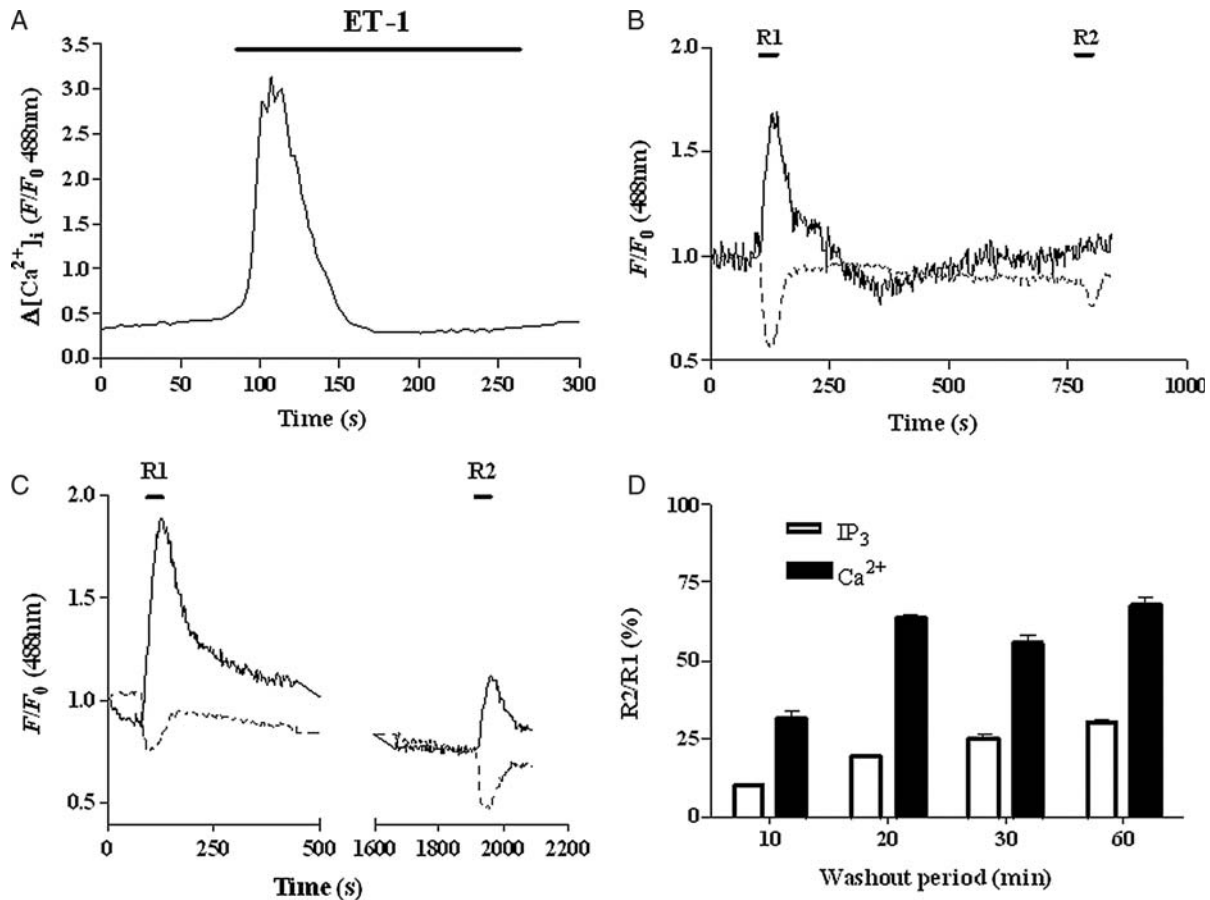 A
ET-1
Δ[Ca²⁺]ᵢ (F/F₀ 488nm)
3.5
3.0
2.5
2.0
1.5
1.0
0.5
0.0
0 50 100 150 200 250 300
Time (s)
B
R1 R2
F/F₀ (488nm)
2.0
1.5
1.0
0.5
0 250 500 750 1000
Time (s)
C
R1 R2
F/F₀ (488nm)
2.0
1.5
1.0
0.5
0 250 500 1600 1800 2000 2200
Time (s)
D
IP₃
Ca²⁺
R2/R1 (%)
100
75
50
25
0
10 20 30 60
Washout period (min)